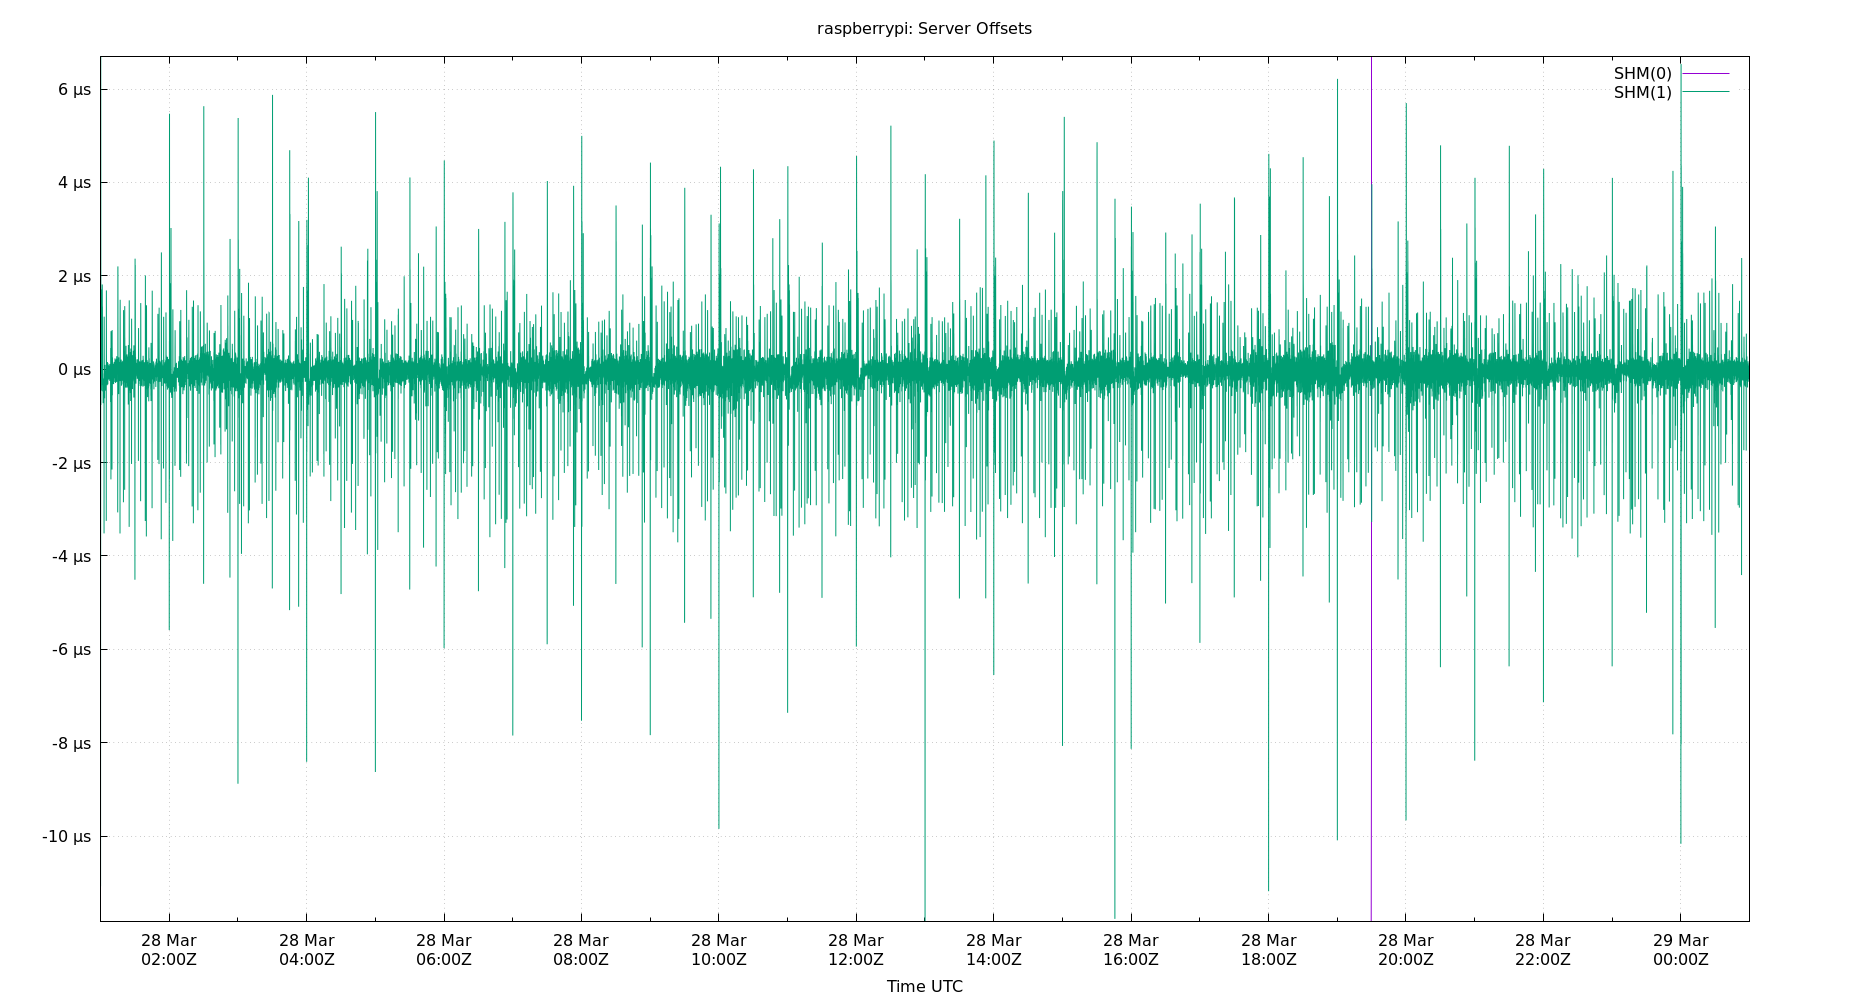 raspberrypi: Server Offsets
SHM(0)
SHM(1)
6 µs
4 µs
2 µs
0 µs
-2 µs
-4 µs
-6 µs
-8 µs
-10 µs
28 Mar 28 Mar 28 Mar 28 Mar 28 Mar 28 Mar 28 Mar 28 Mar 28 Mar 28 Mar 28 Mar 29 Mar
02:00Z 04:00Z 06:00Z 08:00Z 10:00Z 12:00Z 14:00Z 16:00Z 18:00Z 20:00Z 22:00Z 00:00Z
Time UTC